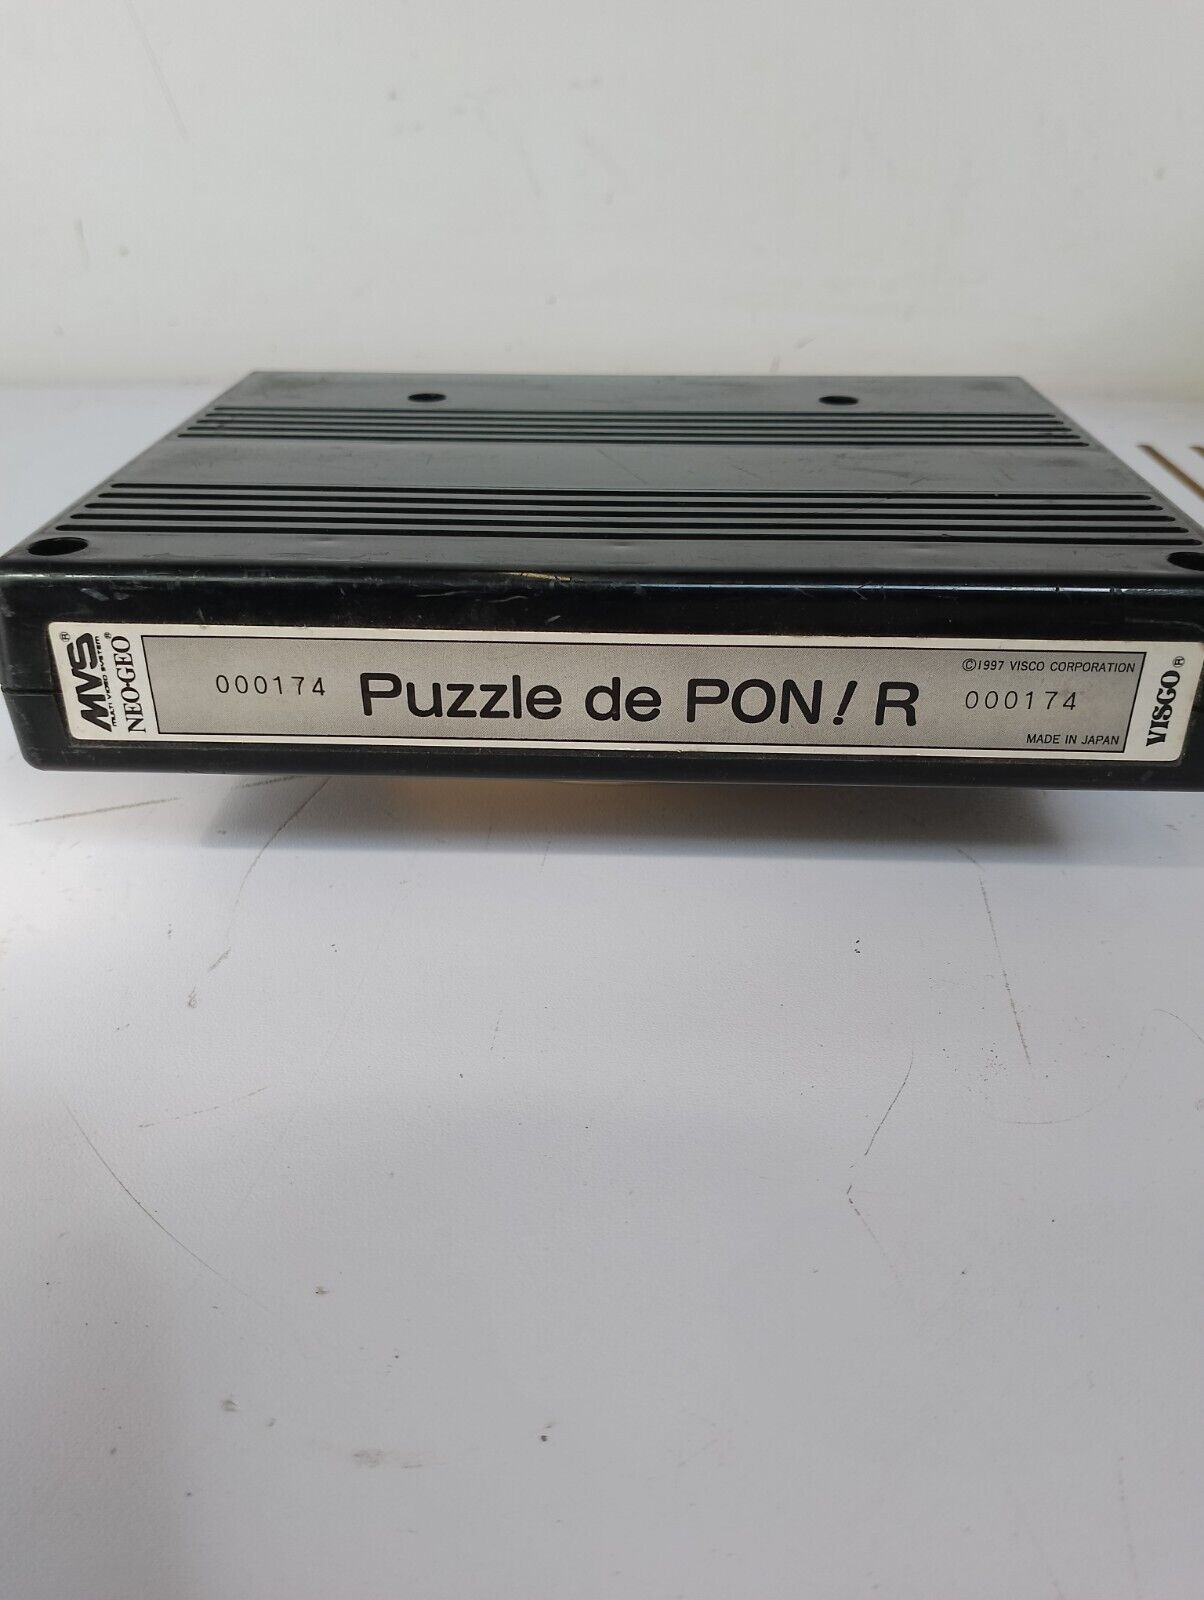 MVS®
MULTI VIDEO SYSTEM
NEO·GEO®
000174
Puzzle de PON! R
©1997 VISCO CORPORATION
000174
MADE IN JAPAN
VISCO®